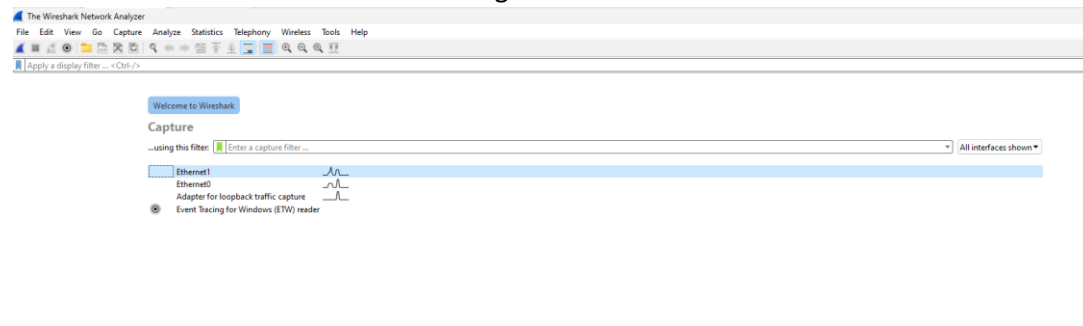 The Wireshark Network Analyzer
File Edit View Go Capture Analyze Statistics Telephony Wireless Tools Help
Apply a display filter ... <Ctrl-/>
Welcome to Wireshark
Capture
...using this filter: Enter a capture filter ... All interfaces shown
Ethernet1
Ethernet0
Adapter for loopback traffic capture
Event Tracing for Windows (ETW) reader